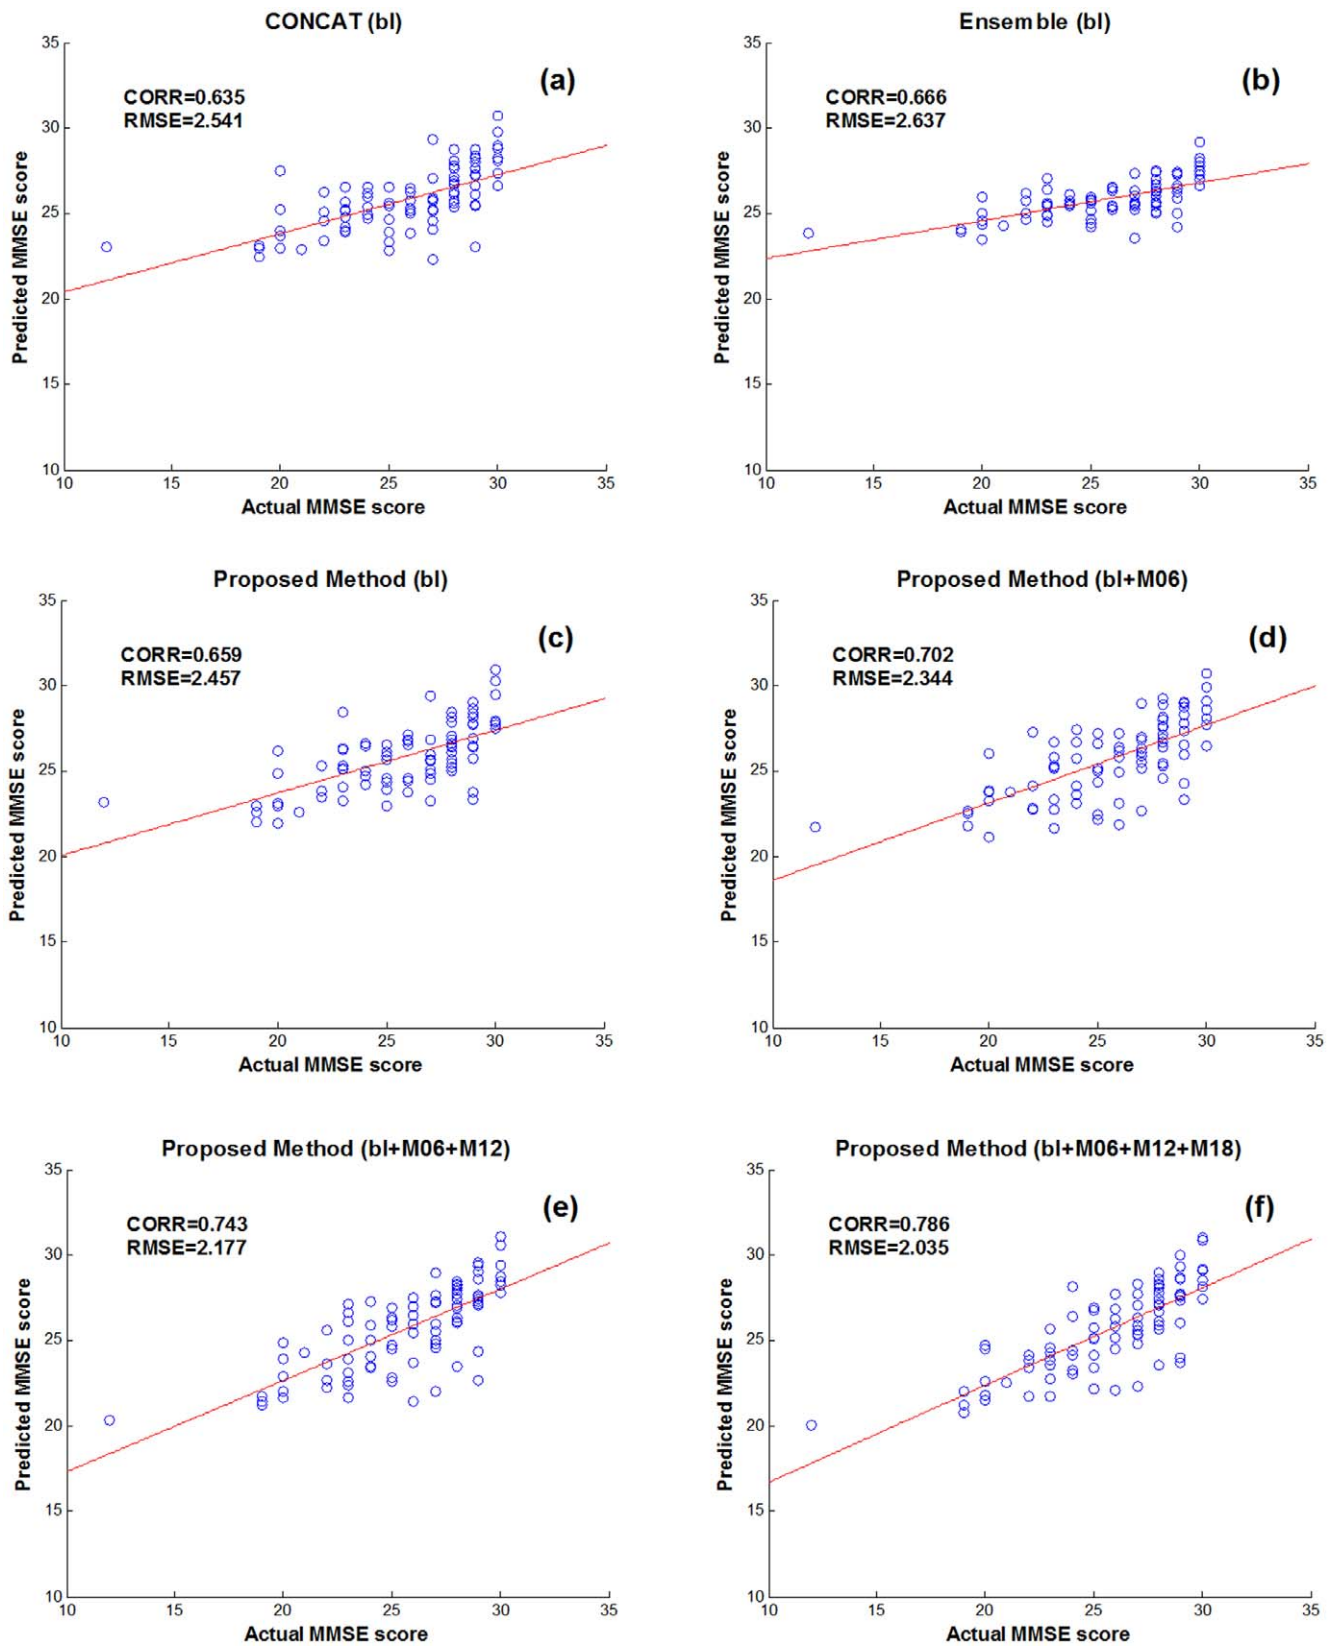 CONCAT (bl)
(a)
CORR=0.635
RMSE=2.541
35
30
25
20
15
10
10 15 20 25 30 35
Predicted MMSE score
Actual MMSE score
Ensemble (bl)
(b)
CORR=0.666
RMSE=2.637
35
30
25
20
15
10
10 15 20 25 30 35
Predicted MMSE score
Actual MMSE score
Proposed Method (bl)
(c)
CORR=0.659
RMSE=2.457
35
30
25
20
15
10
10 15 20 25 30 35
Predicted MMSE score
Actual MMSE score
Proposed Method (bl+M06)
(d)
CORR=0.702
RMSE=2.344
35
30
25
20
15
10
10 15 20 25 30 35
Predicted MMSE score
Actual MMSE score
Proposed Method (bl+M06+M12)
(e)
CORR=0.743
RMSE=2.177
35
30
25
20
15
10
10 15 20 25 30 35
Predicted MMSE score
Actual MMSE score
Proposed Method (bl+M06+M12+M18)
(f)
CORR=0.786
RMSE=2.035
35
30
25
20
15
10
10 15 20 25 30 35
Predicted MMSE score
Actual MMSE score